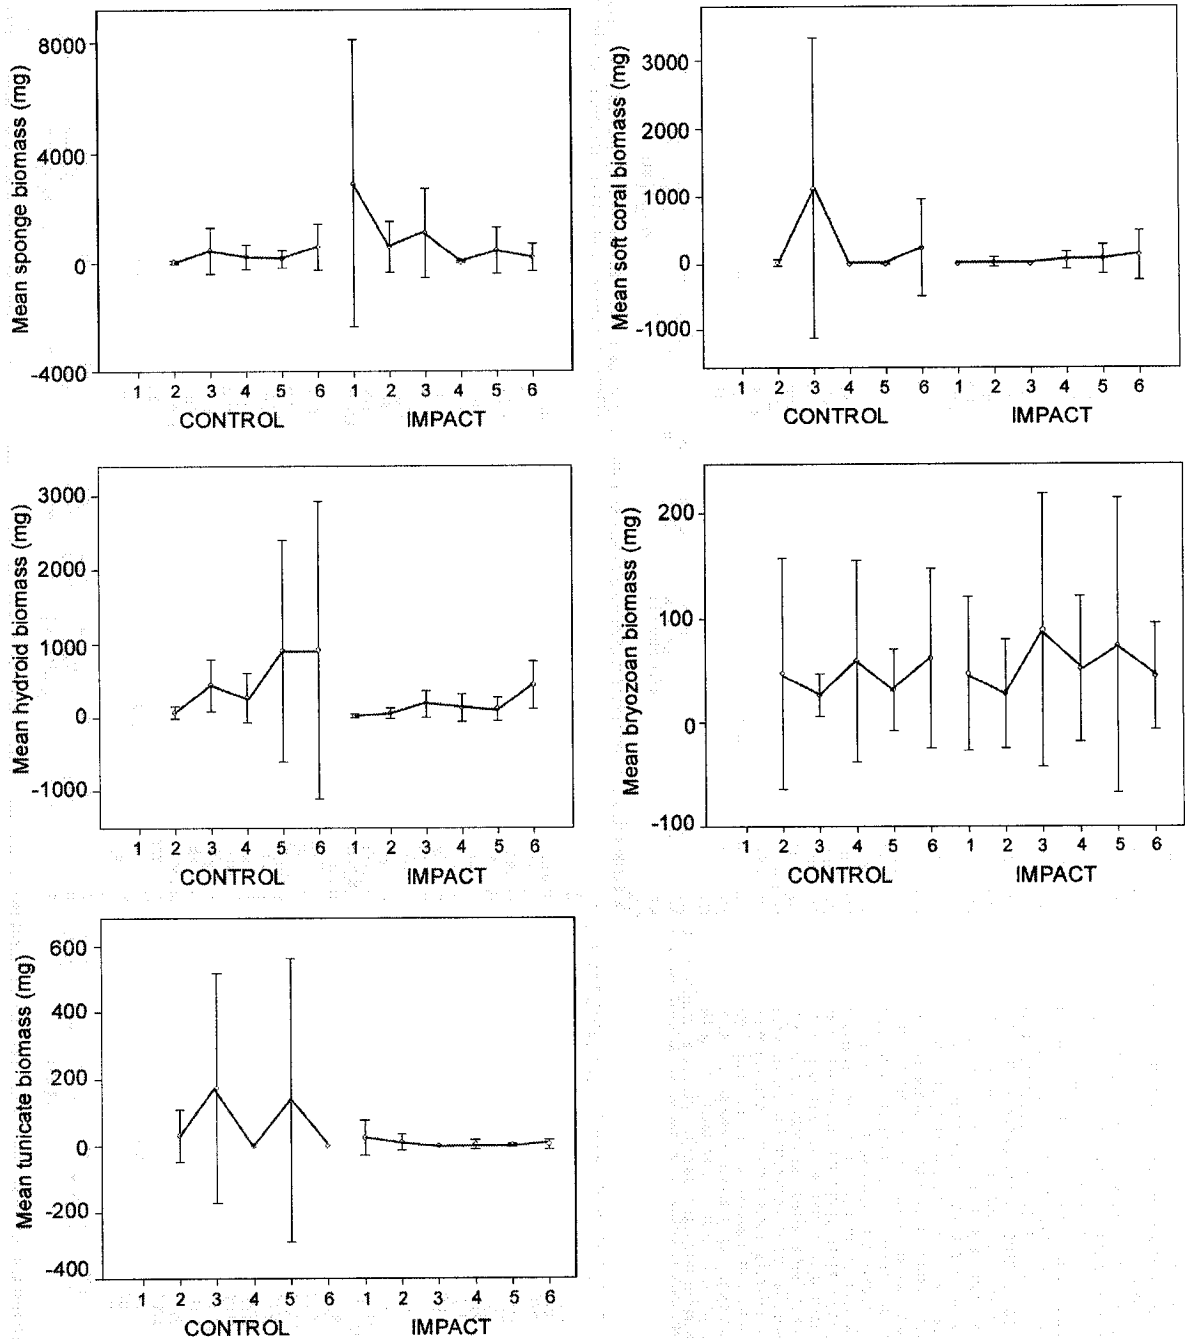 Mean sponge biomass (mg)
8000
4000
0
-4000
1 2 3 4 5 6 1 2 3 4 5 6
CONTROL IMPACT
Mean soft coral biomass (mg)
3000
2000
1000
0
-1000
1 2 3 4 5 6 1 2 3 4 5 6
CONTROL IMPACT
Mean hydroid biomass (mg)
3000
2000
1000
0
-1000
1 2 3 4 5 6 1 2 3 4 5 6
CONTROL IMPACT
Mean bryozoan biomass (mg)
200
100
0
-100
1 2 3 4 5 6 1 2 3 4 5 6
CONTROL IMPACT
Mean tunicate biomass (mg)
600
400
200
0
-200
-400
1 2 3 4 5 6 1 2 3 4 5 6
CONTROL IMPACT